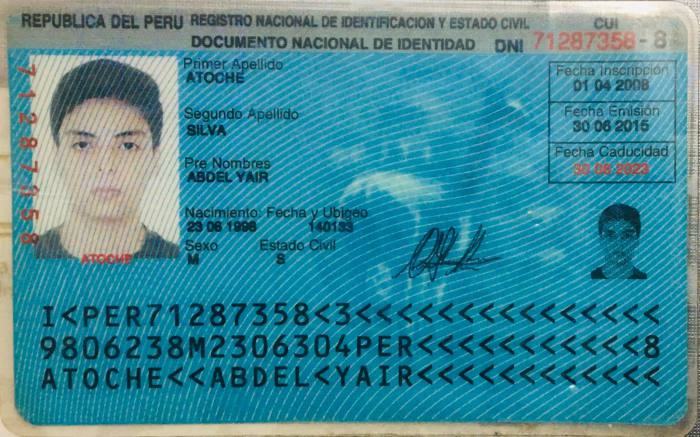 REPUBLICA DEL PERU REGISTRO NACIONAL DE IDENTIFICACION Y ESTADO CIVIL CUI
DOCUMENTO NACIONAL DE IDENTIDAD DNI 71287358 - 8
71287358
Primer Apellido
ATOCHE
Segundo Apellido
SILVA
Pre Nombres
ABDEL YAIR
Nacimiento: Fecha y Ubigeo
23 06 1998 140133
Sexo Estado Civil
M S
ATOCHE
Fecha Inscripción
01 04 2008
Fecha Emisión
30 06 2015
Fecha Caducidad
30 06 2023
I<PER71287358<3<<<<<<<<<<<<<<<
9806238M2306304PER<<<<<<<<<<<8
ATOCHE<<ABDEL<YAIR<<<<<<<<<<<<